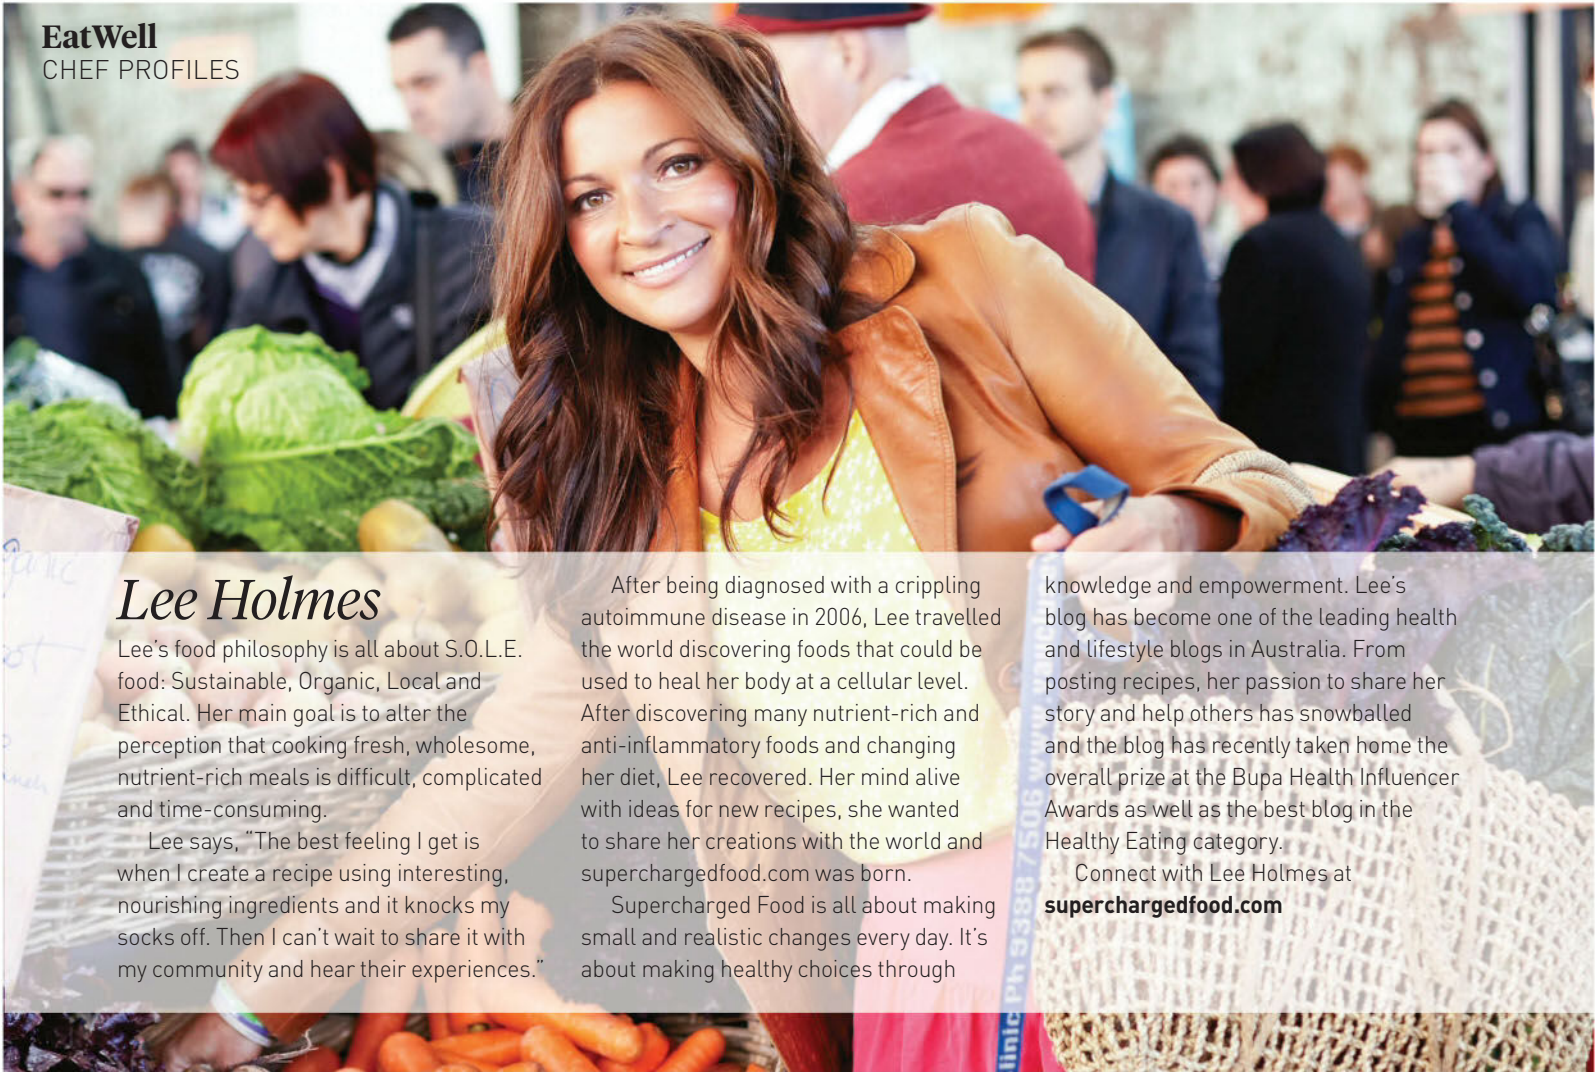 EatWell
CHEF PROFILES
Lee Holmes
Lee’s food philosophy is all about S.O.L.E.
food: Sustainable, Organic, Local and
Ethical. Her main goal is to alter the
perception that cooking fresh, wholesome,
nutrient-rich meals is difficult, complicated
and time-consuming.
Lee says, “The best feeling I get is
when I create a recipe using interesting,
nourishing ingredients and it knocks my
socks off. Then I can’t wait to share it with
my community and hear their experiences.”
After being diagnosed with a crippling
autoimmune disease in 2006, Lee travelled
the world discovering foods that could be
used to heal her body at a cellular level.
After discovering many nutrient-rich and
anti-inflammatory foods and changing
her diet, Lee recovered. Her mind alive
with ideas for new recipes, she wanted
to share her creations with the world and
superchargedfood.com was born.
Supercharged Food is all about making
small and realistic changes every day. It’s
about making healthy choices through
knowledge and empowerment. Lee’s
blog has become one of the leading health
and lifestyle blogs in Australia. From
posting recipes, her passion to share her
story and help others has snowballed
and the blog has recently taken home the
overall prize at the Bupa Health Influencer
Awards as well as the best blog in the
Healthy Eating category.
Connect with Lee Holmes at
superchargedfood.com
Ph 9388 7506